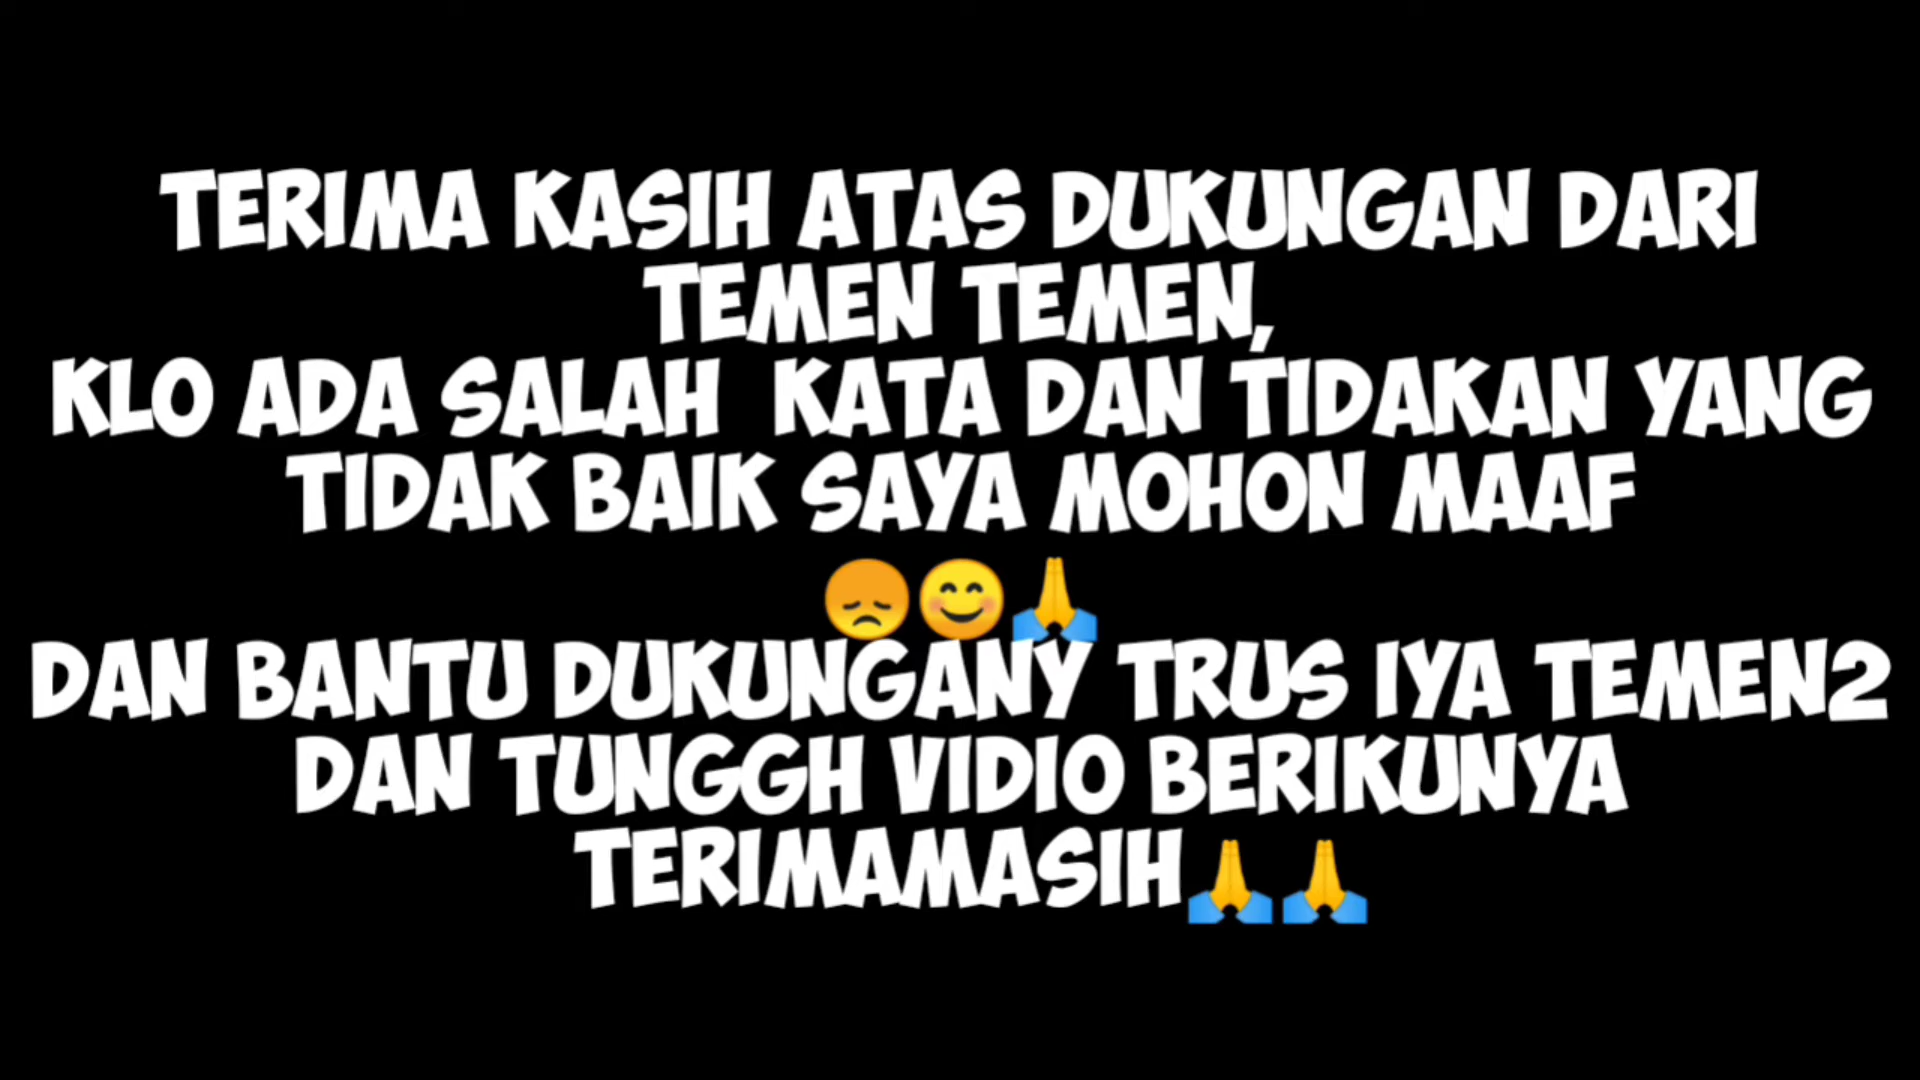 TERIMA KASIH ATAS DUKUNGAN DARI
TEMEN TEMEN,
KLO ADA SALAH KATA DAN TIDAKAN YANG
TIDAK BAIK SAYA MOHON MAAF
😞😊🙏
DAN BANTU DUKUNGANY TRUS IYA TEMEN2
DAN TUNGGH VIDIO BERIKUNYA
TERIMAMASIH🙏🙏